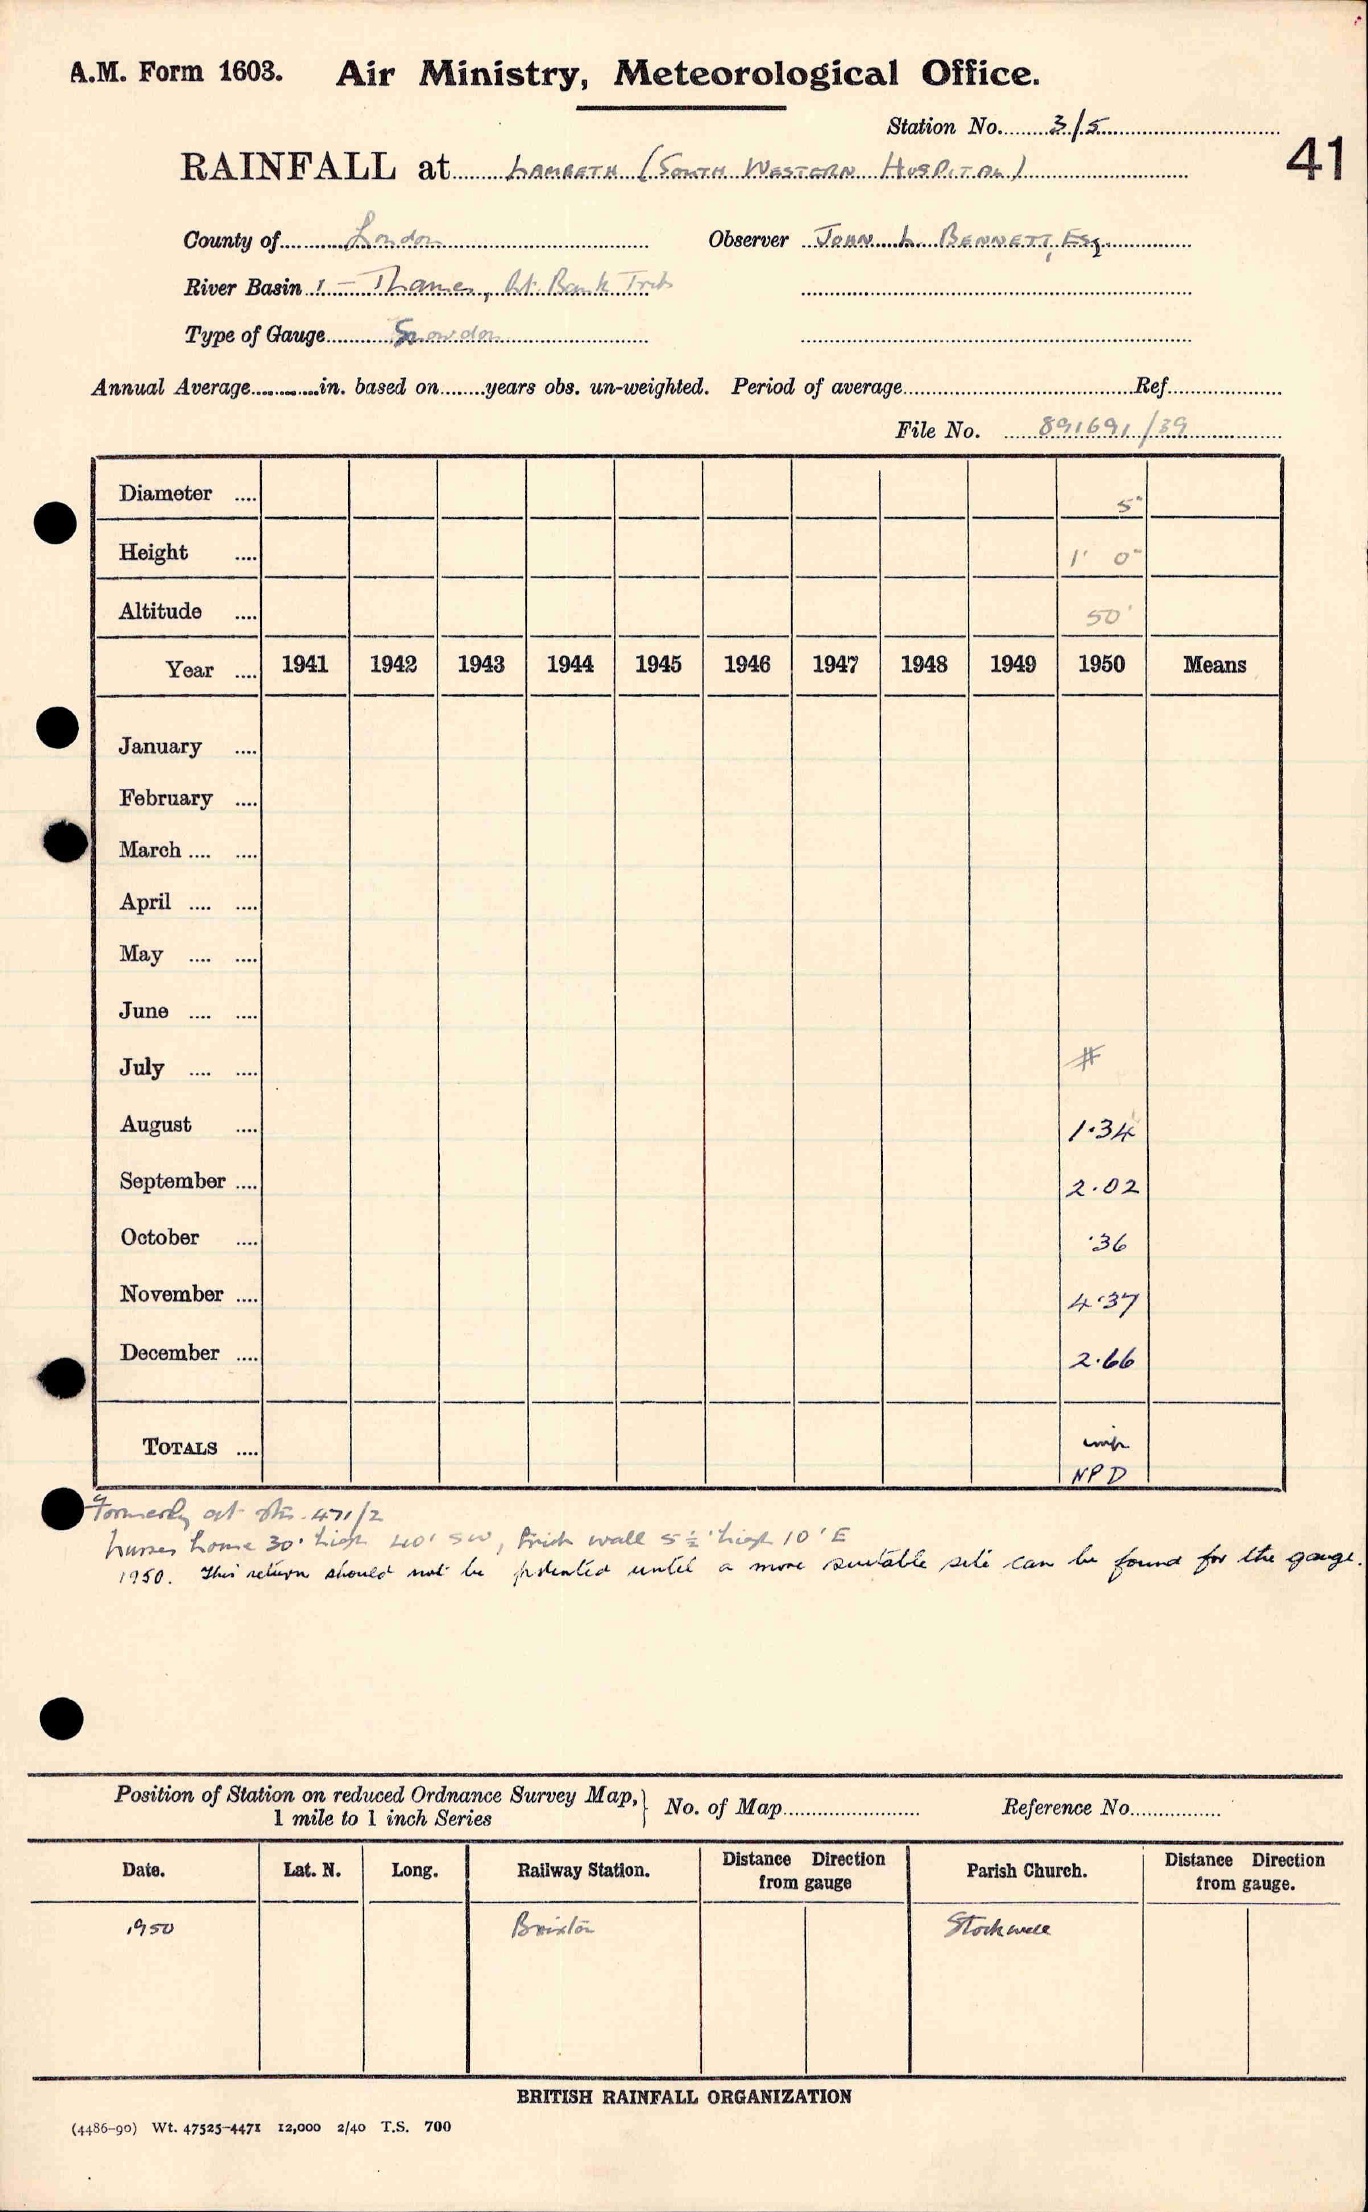 A.M. Form 1603. Air Ministry, Meteorological Office.
Station No. 3/5
41
RAINFALL at LAMBETH (SOUTH WESTERN HOSPITAL)
County of London Observer JOHN L. BENNETT, ESq.
River Basin 1 - Thames, Rt. Bank Tribs
Type of Gauge Snowdon
Annual Average in. based on years obs. un-weighted. Period of average Ref.
File No. 891691/39
Diameter 5"
Height 1' 0"
Altitude 50'
Year 1941 1942 1943 1944 1945 1946 1947 1948 1949 1950 Means
January
February
March
April
May
June
July #
August 1.34
September 2.02
October .36
November 4.37
December 2.66
TOTALS imp
NPD
Formerly at stn. 471/2
nurses home 30' high 40' SW, brick wall 5½' high 10' E
1950. This return should not be printed until a more suitable site can be found for the gauge.
Position of Station on reduced Ordnance Survey Map, 1 mile to 1 inch Series } No. of Map Reference No.
Date. Lat. N. Long. Railway Station. Distance Direction from gauge Parish Church. Distance Direction from gauge.
1950 Brixton Stockwell
BRITISH RAINFALL ORGANIZATION
(4486-90) Wt. 47525-4471 12,000 2/40 T.S. 700